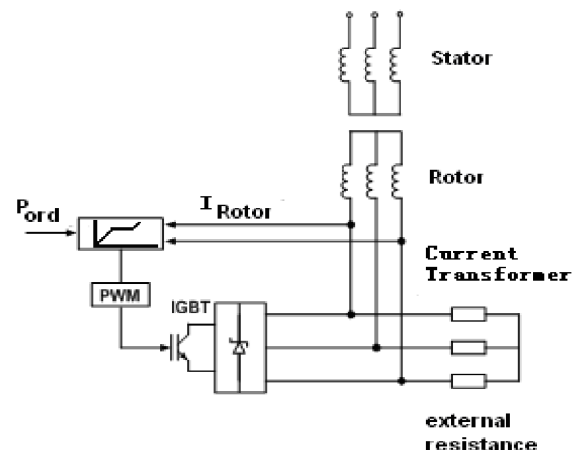 Stator
Rotor
P ord
I Rotor
Current
Transformer
PWM
IGBT
external
resistance